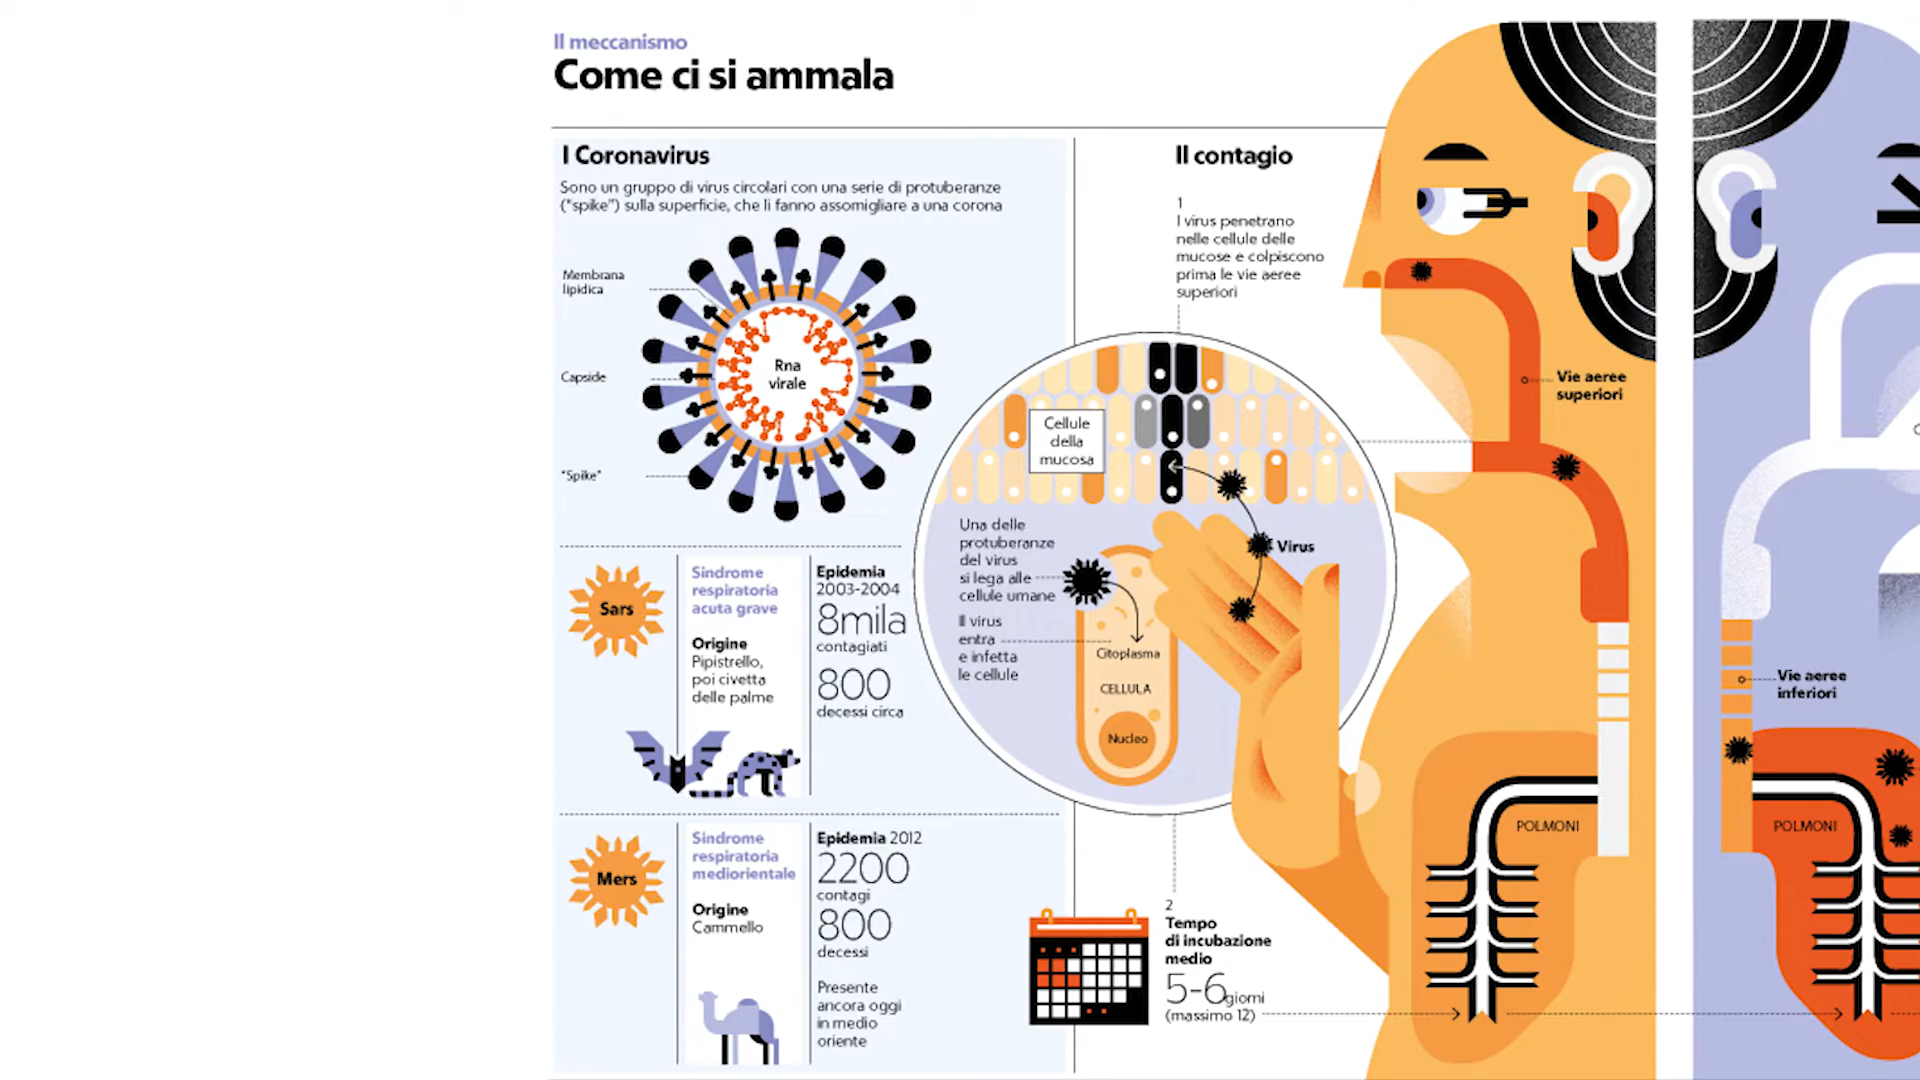 Il meccanismo
Come ci si ammala
I Coronavirus
Sono un gruppo di virus circolari con una serie di protuberanze
("spike") sulla superficie, che li fanno assomigliare a una corona
Membrana
lipidica
Capside
"Spike"
Rna
virale
Sars
Sindrome
respiratoria
acuta grave
Origine
Pipistrello,
poi civetta
delle palme
Epidemia
2003-2004
8mila
contagiati
800
decessi circa
Mers
Sindrome
respiratoria
mediorientale
Origine
Cammello
Epidemia 2012
2200
contagi
800
decessi
Presente
ancora oggi
in medio
oriente
Il contagio
1
I virus penetrano
nelle cellule delle
mucose e colpiscono
prima le vie aeree
superiori
Cellule
della
mucosa
Una delle
protuberanze
del virus
si lega alle
cellule umane
Il virus
entra
e infetta
le cellule
Virus
Citoplasma
CELLULA
Nucleo
2
Tempo
di incubazione
medio
5-6 giorni
(massimo 12)
Vie aeree
superiori
POLMONI
Vie aeree
inferiori
POLMONI